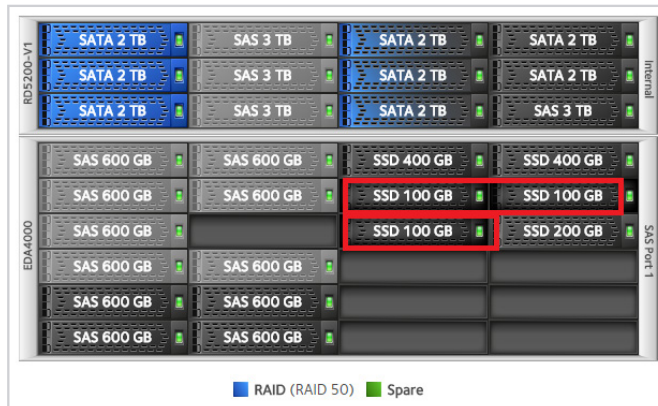 RD5200-V1
SATA 2 TB SAS 3 TB SATA 2 TB SATA 2 TB
SATA 2 TB SAS 3 TB SATA 2 TB SATA 2 TB
SATA 2 TB SAS 3 TB SATA 2 TB SAS 3 TB
Internal
EDA4000
SAS 600 GB SAS 600 GB SSD 400 GB SSD 400 GB
SAS 600 GB SAS 600 GB SSD 100 GB SSD 100 GB
SAS 600 GB SSD 100 GB SSD 200 GB
SAS 600 GB SAS 600 GB
SAS 600 GB SAS 600 GB
SAS 600 GB SAS 600 GB
SAS Port 1
RAID (RAID 50) Spare